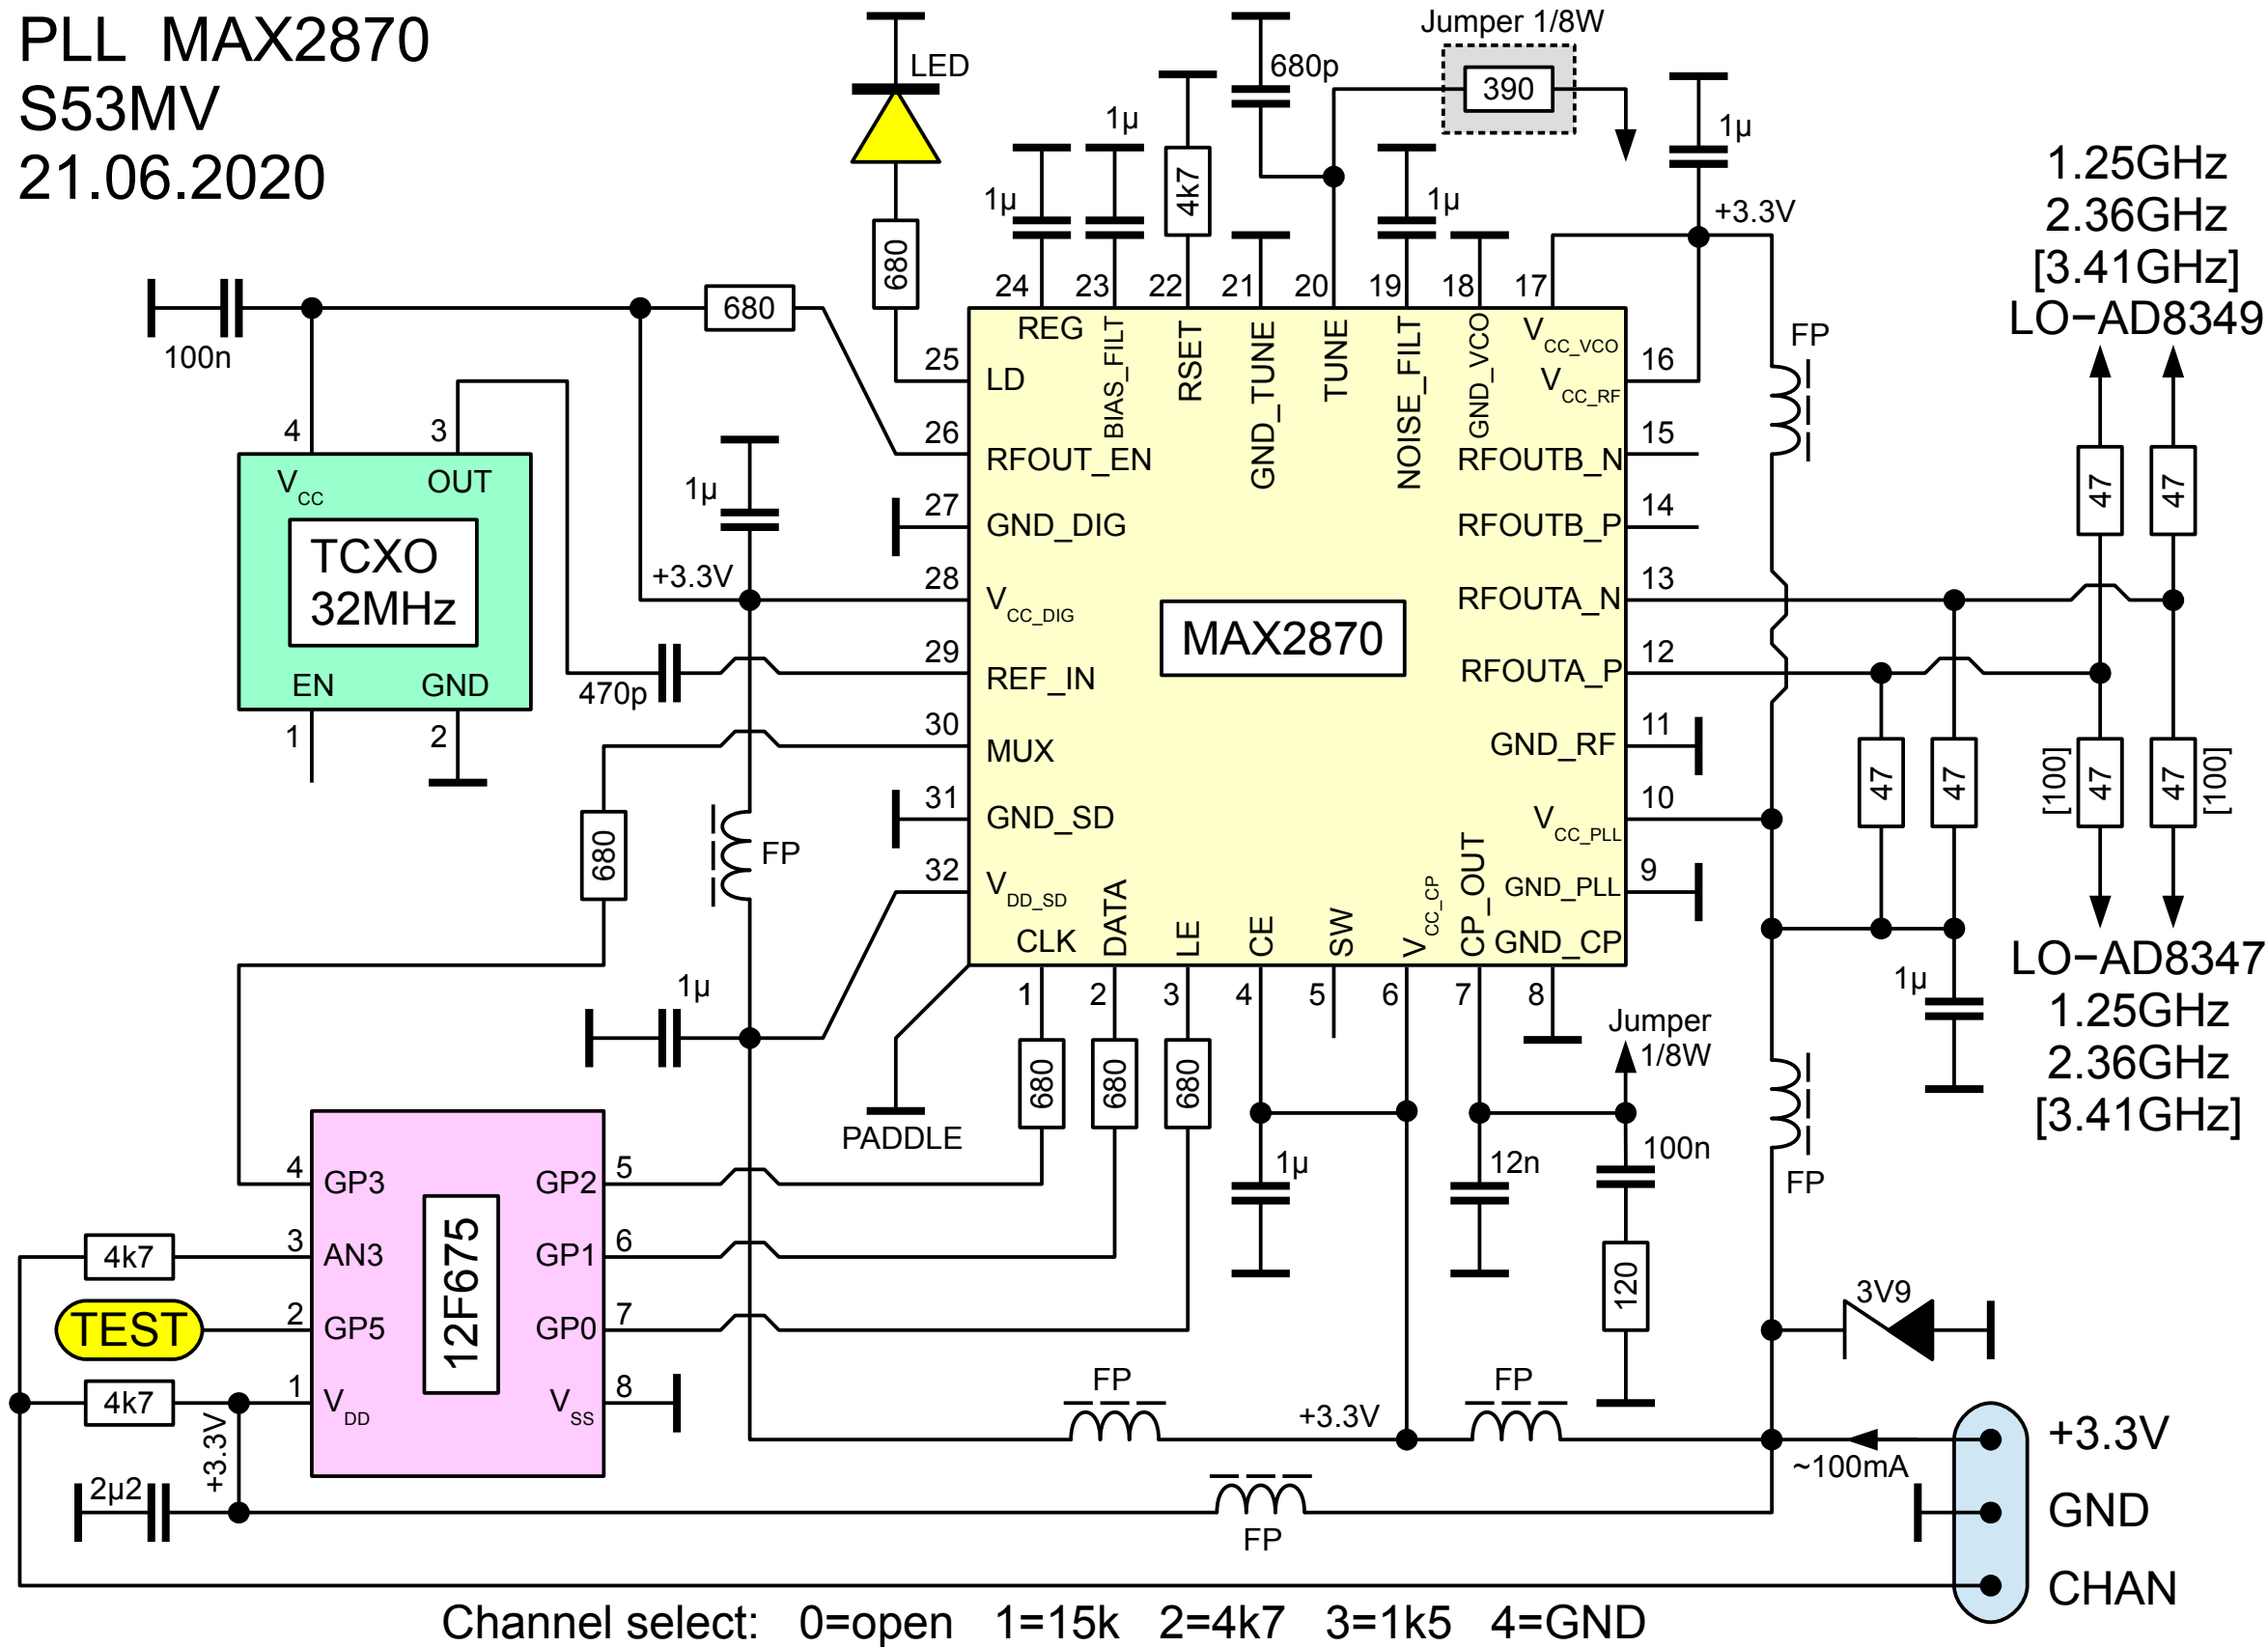 PLL MAX2870
S53MV
21.06.2020
LED
680
1µ
1µ
4k7
680p
Jumper 1/8W
390
1µ
1µ
+3.3V
1.25GHz
2.36GHz
[3.41GHz]
LO−AD8349
100n
680
24
23
22
21
20
19
18
17
REG
BIAS_FILT
RSET
GND_TUNE
TUNE
NOISE_FILT
GND_VCO
VCC_VCO
FP
25
LD
16
VCC_RF
4
3
VCC
OUT
TCXO
32MHz
EN
GND
1
2
26
RFOUT_EN
15
RFOUTB_N
1µ
27
GND_DIG
14
RFOUTB_P
47
47
+3.3V
28
VCC_DIG
13
RFOUTA_N
MAX2870
470p
29
REF_IN
12
RFOUTA_P
30
MUX
11
GND_RF
680
FP
31
GND_SD
10
VCC_PLL
47
47
[100]
47
47
[100]
32
VDD_SD
9
GND_PLL
CLK
DATA
LE
CE
SW
VCC_CP
CP_OUT
GND_CP
LO−AD8347
1.25GHz
2.36GHz
[3.41GHz]
1µ
1µ
1
2
3
4
5
6
7
8
Jumper
1/8W
680
680
680
PADDLE
1µ
12n
100n
120
FP
4
GP3
GP2
5
4k7
3
AN3
GP1
6
TEST
2
GP5
GP0
7
4k7
1
VDD
VSS
8
12F675
3V9
+3.3V
2µ2
FP
+3.3V
FP
FP
~100mA
+3.3V
GND
CHAN
Channel select: 0=open 1=15k 2=4k7 3=1k5 4=GND